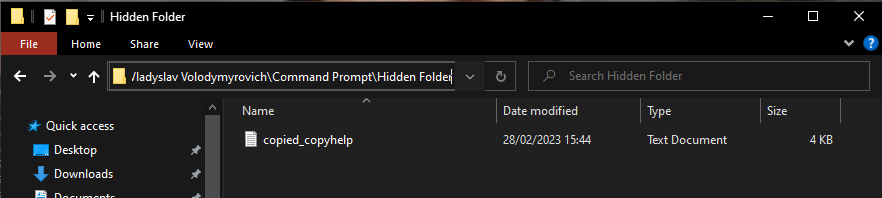 Hidden Folder
File Home Share View
/ladyslav Volodymyrovich\Command Prompt\Hidden Folder
Search Hidden Folder
Name Date modified Type Size
Quick access
copied_copyhelp 28/02/2023 15:44 Text Document 4 KB
Desktop
Downloads
Documents